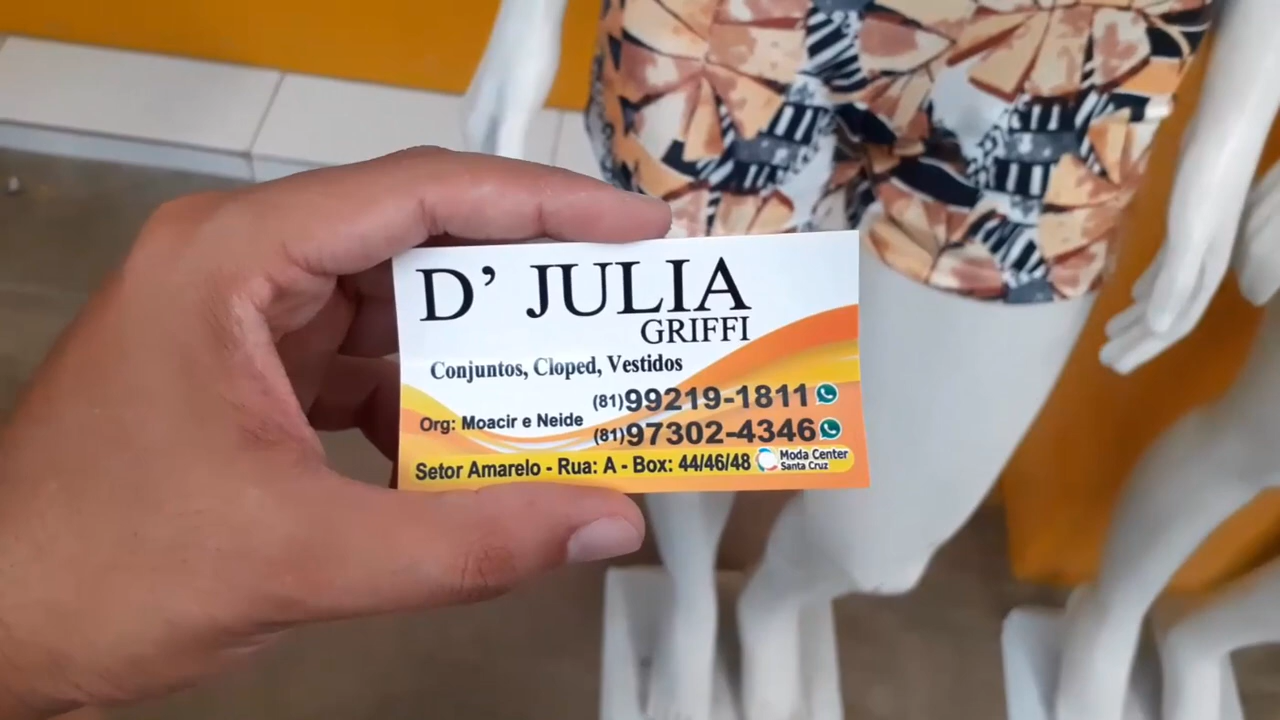 D' JULIA
GRIFFI
Conjuntos, Cloped, Vestidos
(81)99219-1811
Org: Moacir e Neide
(81)97302-4346
Setor Amarelo - Rua: A - Box: 44/46/48
Moda Center
Santa Cruz